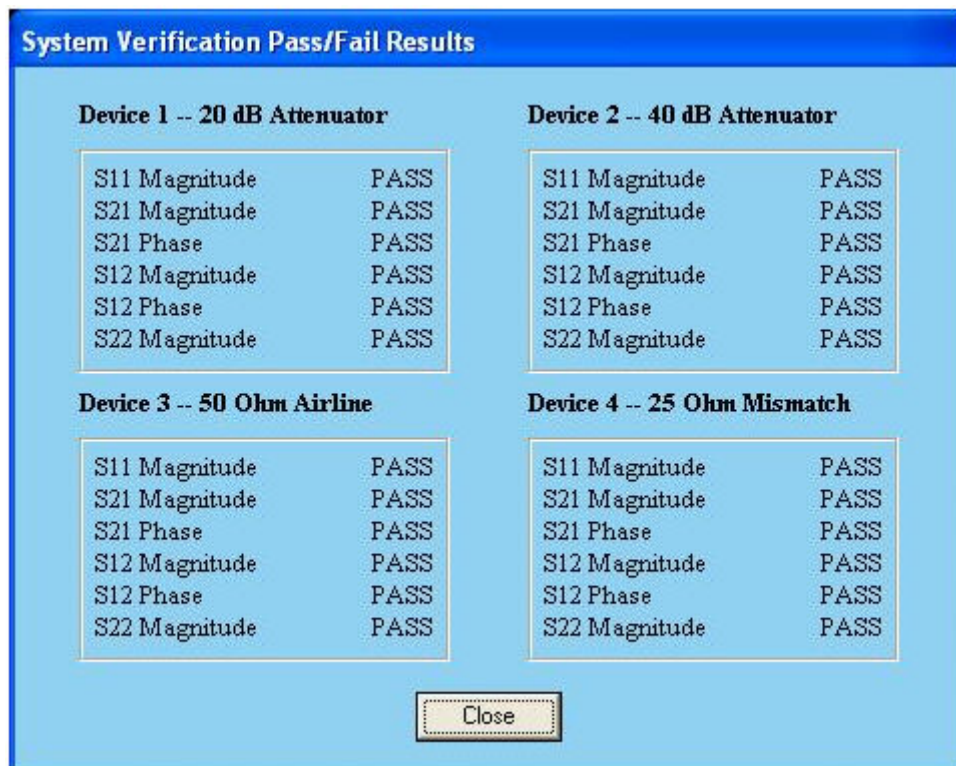 System Verification Pass/Fail Results
Device 1 -- 20 dB Attenuator
S11 Magnitude PASS
S21 Magnitude PASS
S21 Phase PASS
S12 Magnitude PASS
S12 Phase PASS
S22 Magnitude PASS
Device 2 -- 40 dB Attenuator
S11 Magnitude PASS
S21 Magnitude PASS
S21 Phase PASS
S12 Magnitude PASS
S12 Phase PASS
S22 Magnitude PASS
Device 3 -- 50 Ohm Airline
S11 Magnitude PASS
S21 Magnitude PASS
S21 Phase PASS
S12 Magnitude PASS
S12 Phase PASS
S22 Magnitude PASS
Device 4 -- 25 Ohm Mismatch
S11 Magnitude PASS
S21 Magnitude PASS
S21 Phase PASS
S12 Magnitude PASS
S12 Phase PASS
S22 Magnitude PASS
Close